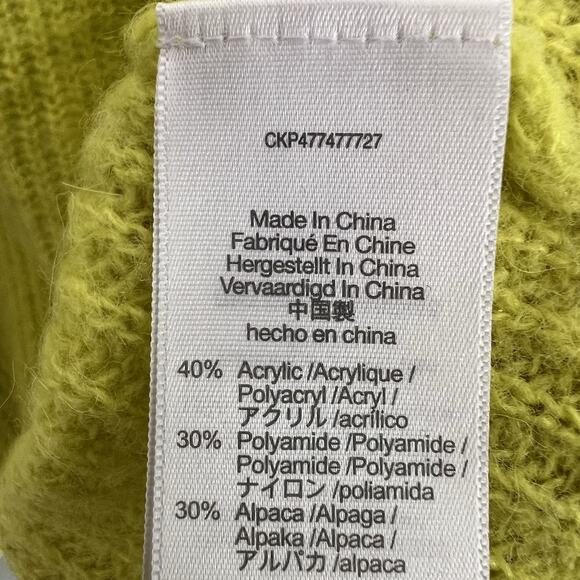 CKP477477727
Made In China
Fabriqué En Chine
Hergestellt In China
Vervaardigd In China
中国製
hecho en china
40% Acrylic /Acrylique /
Polyacryl /Acryl /
アクリル /acrílico
30% Polyamide /Polyamide /
Polyamide /Polyamide /
ナイロン /poliamida
30% Alpaca /Alpaga /
Alpaka /Alpaca /
アルパカ /alpaca